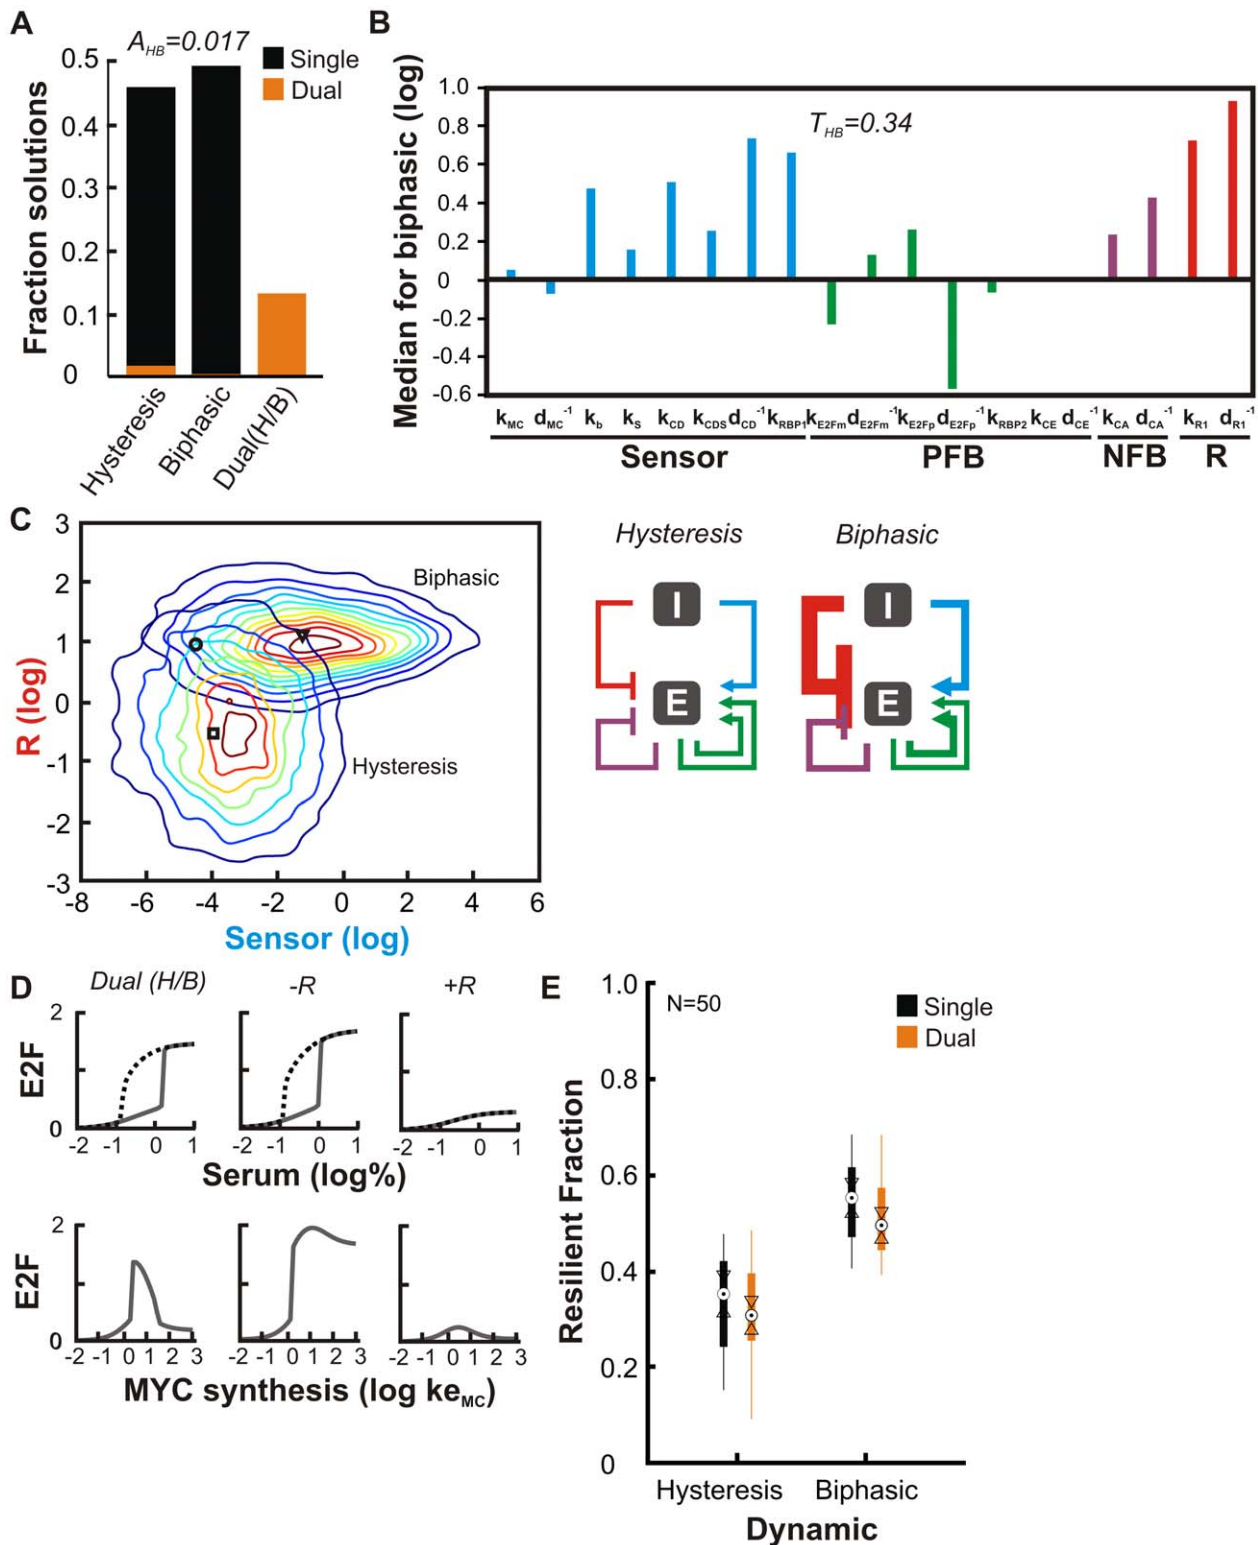 A
A_HB=0.017
Single
Dual
Fraction solutions
0.5
0.4
0.3
0.2
0.1
0
Hysteresis
Biphasic
Dual(H/B)
B
Median for biphasic (log)
T_HB=0.34
1.0
0.8
0.6
0.4
0.2
0
-0.2
-0.4
-0.6
k_MC d_MC^-1 k_b k_S k_CD k_CDS d_CD^-1 k_RBP1 k_E2Fm d_E2Fm^-1 k_E2Fp d_E2Fp^-1 k_RBP2 k_CE d_CE^-1 k_CA d_CA^-1 k_R1 d_R1^-1
Sensor PFB NFB R
C
R (log)
3
2
1
0
-1
-2
-3
Biphasic
Hysteresis
-8 -6 -4 -2 0 2 4 6
Sensor (log)
Hysteresis Biphasic
I I
E E
D
Dual (H/B) -R +R
E2F
2
1
0
-2 -1 0 1 -2 -1 0 1 -2 -1 0 1
Serum (log%)
E2F
2
1
0
-2 -1 0 1 2 3 -2 -1 0 1 2 3 -2 -1 0 1 2 3
MYC synthesis (log ke_MC)
E
N=50
Single
Dual
Resilient Fraction
1.0
0.8
0.6
0.4
0.2
0
Hysteresis Biphasic
Dynamic